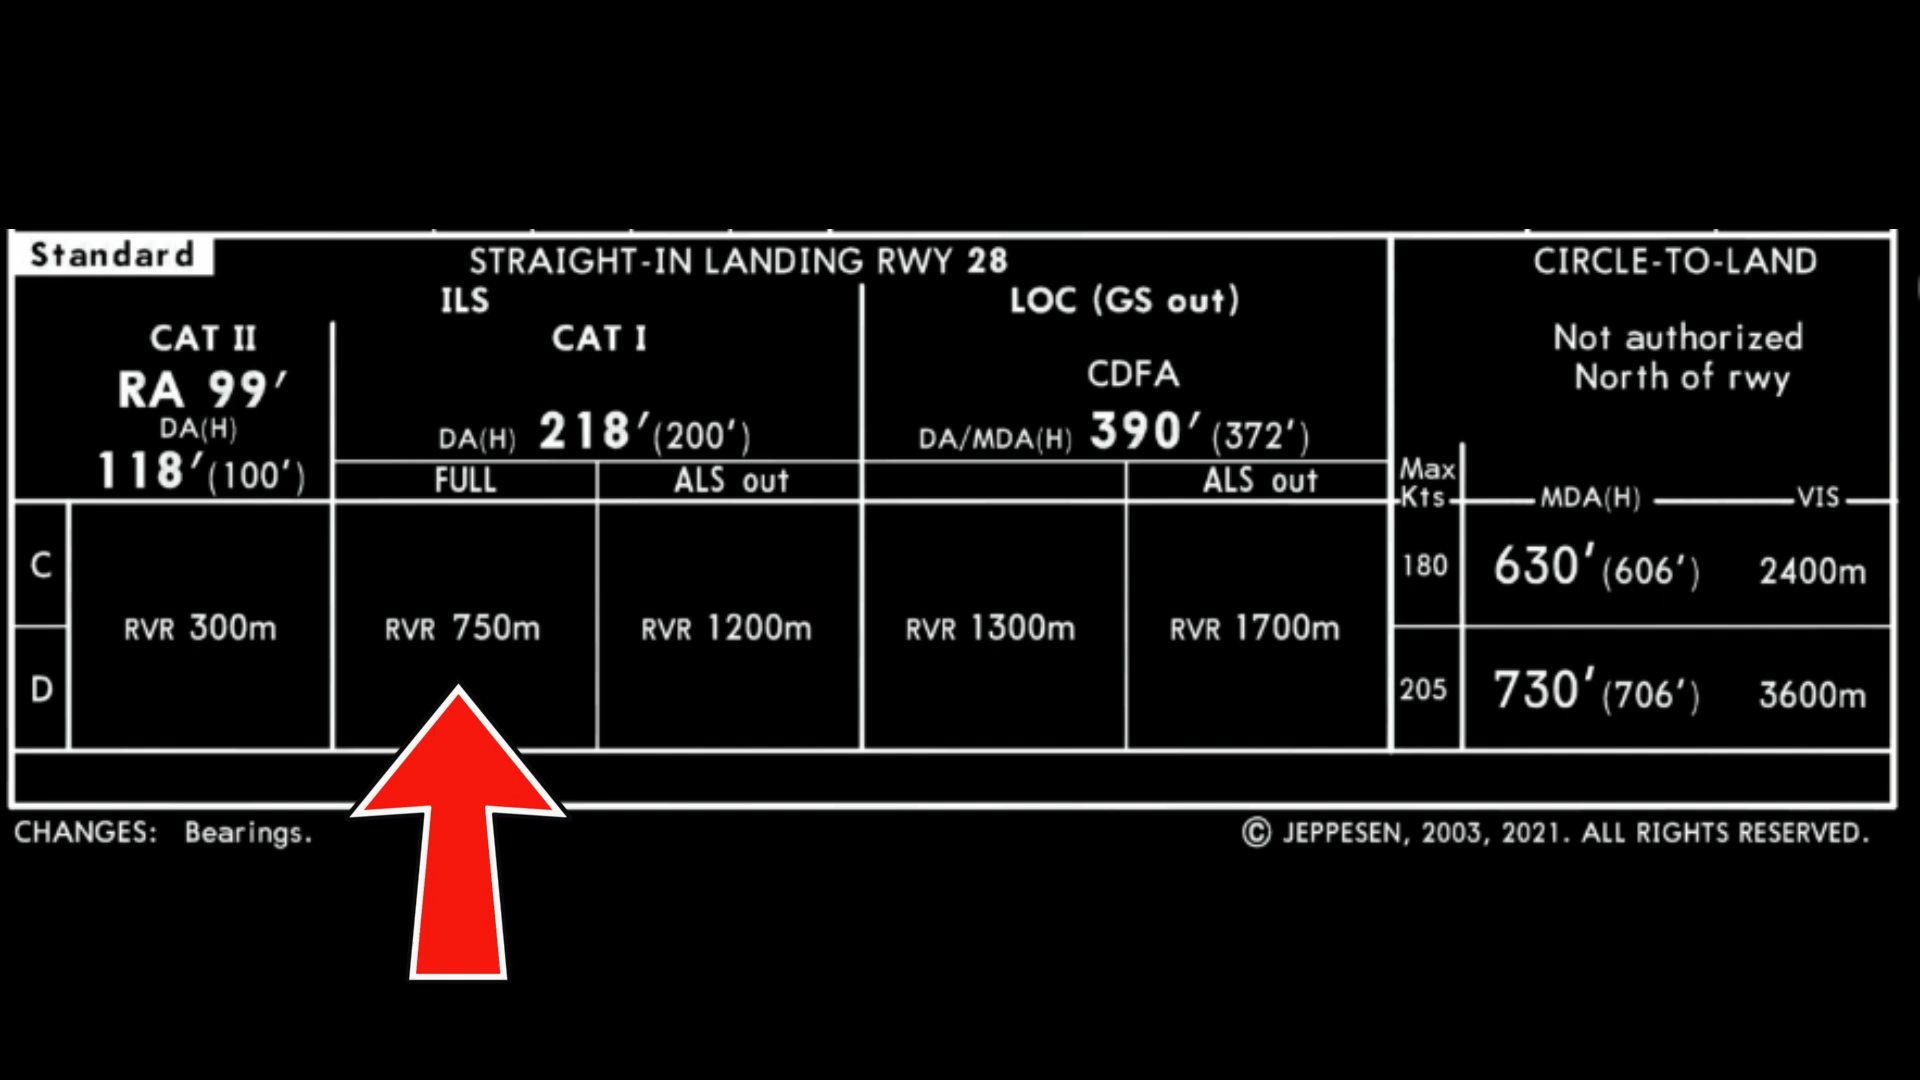 Standard
STRAIGHT-IN LANDING RWY 28
CIRCLE-TO-LAND
ILS
LOC (GS out)
CAT II
CAT I
Not authorized
North of rwy
RA 99'
CDFA
DA(H)
118'(100')
DA(H) 218'(200')
DA/MDA(H) 390'(372')
FULL
ALS out
ALS out
Max
Kts
MDA(H)
VIS
C
D
RVR 300m
RVR 750m
RVR 1200m
RVR 1300m
RVR 1700m
180
630'(606')
2400m
205
730'(706')
3600m
CHANGES: Bearings.
© JEPPESEN, 2003, 2021. ALL RIGHTS RESERVED.